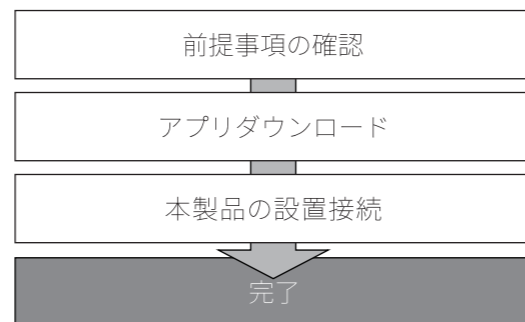 前提事項の確認
アプリダウンロード
本製品の設置接続
完了